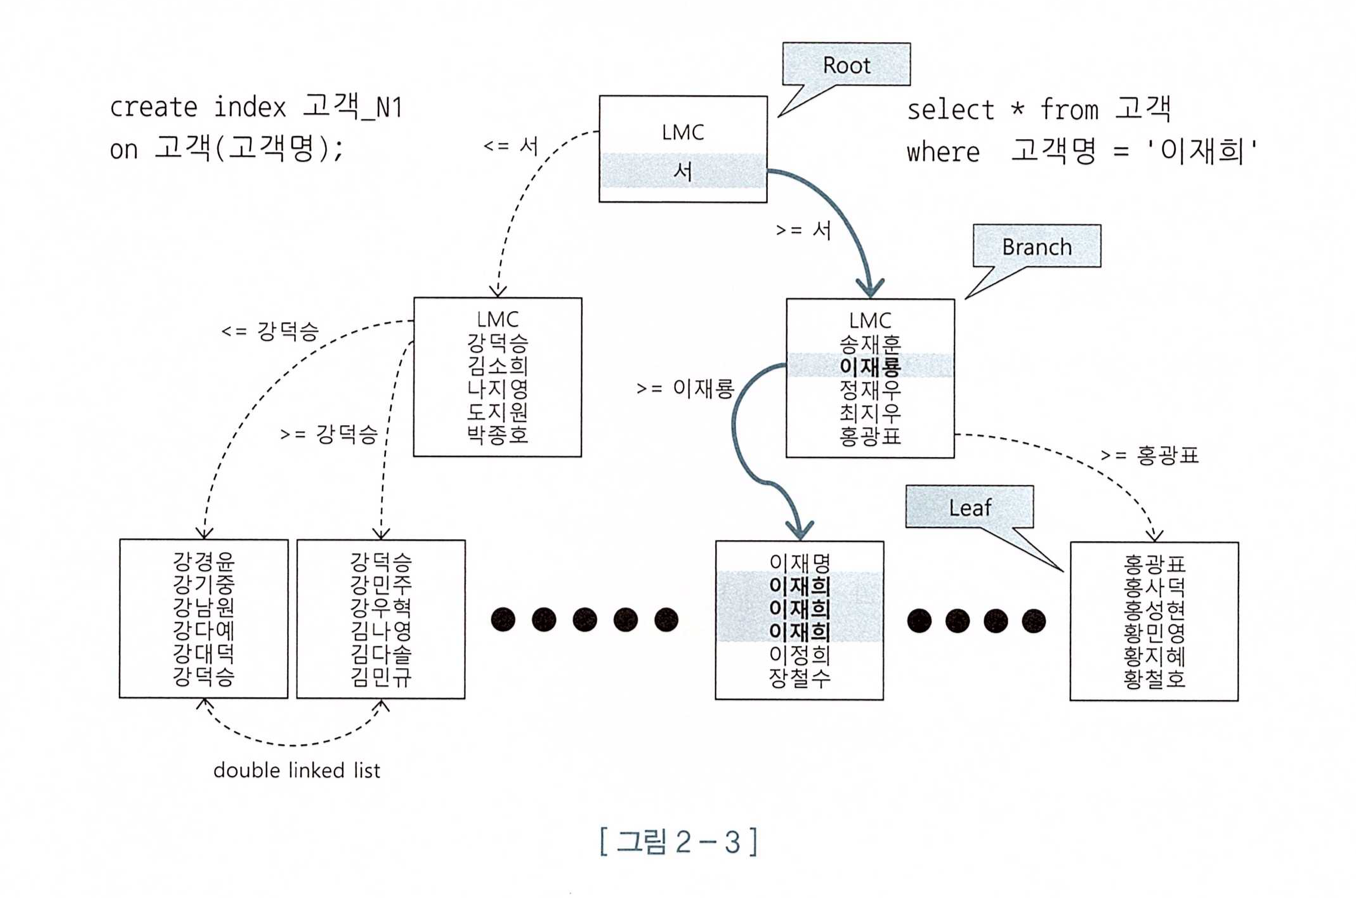 create index 고객_N1
on 고객(고객명);
Root
LMC
서
select * from 고객
where 고객명 = '이재희'
<= 서
>= 서
Branch
LMC
강덕승
김소희
나지영
도지원
박종호
LMC
송재훈
이재룡
정재우
최지우
홍광표
<= 강덕승
>= 강덕승
>= 이재룡
>= 홍광표
Leaf
강경윤
강기중
강남원
강다예
강대덕
강덕승
강덕승
강민주
강우혁
김나영
김다솔
김민규
이재명
이재희
이재희
이재희
이정희
장철수
홍광표
홍사덕
홍성현
황민영
황지혜
황철호
double linked list
[ 그림 2 – 3 ]